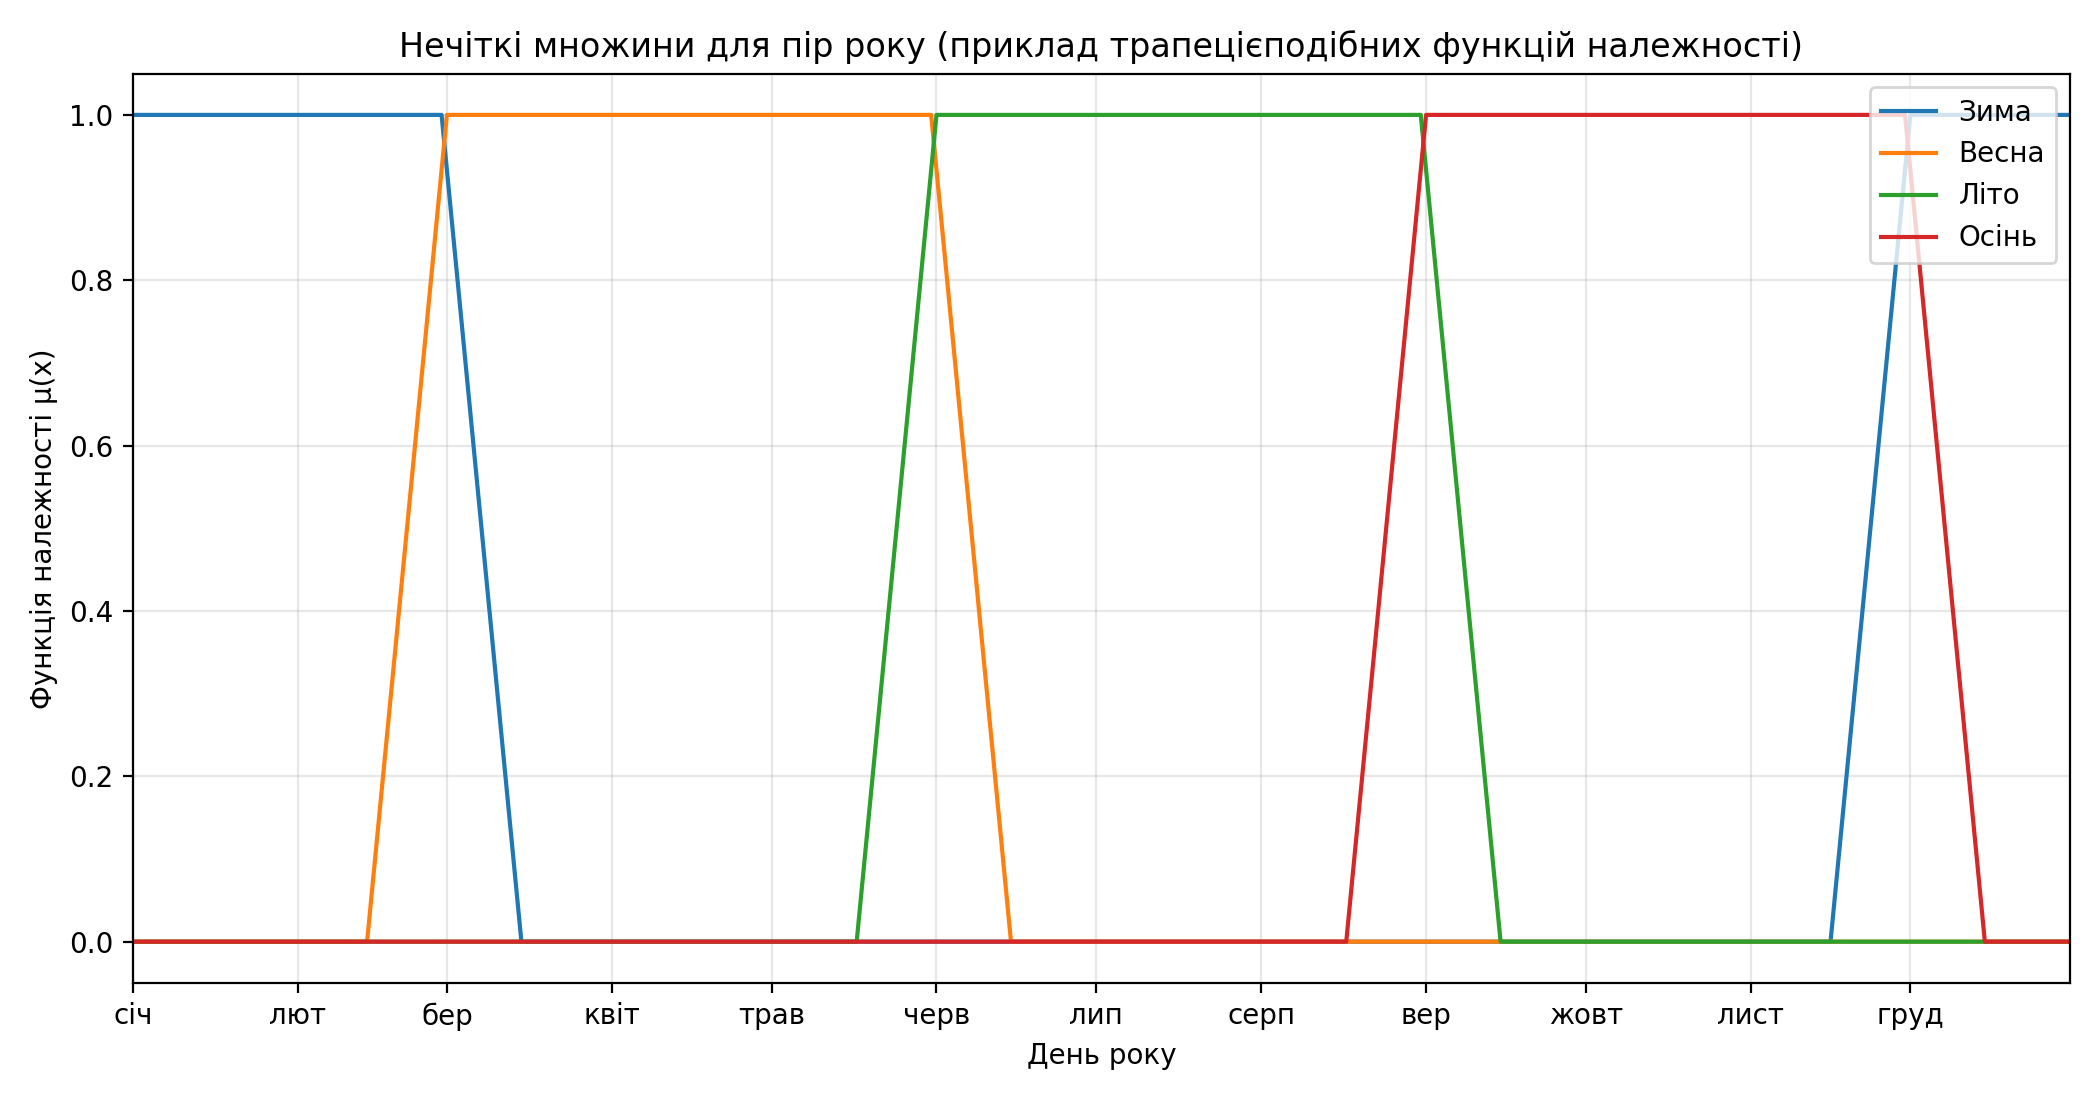 Нечіткі множини для пір року (приклад трапецієподібних функцій належності)
Функція належності μ(x)
1.0
0.8
0.6
0.4
0.2
0.0
Зима
Весна
Літо
Осінь
січ лют бер квіт трав черв лип серп вер жовт лист груд
День року